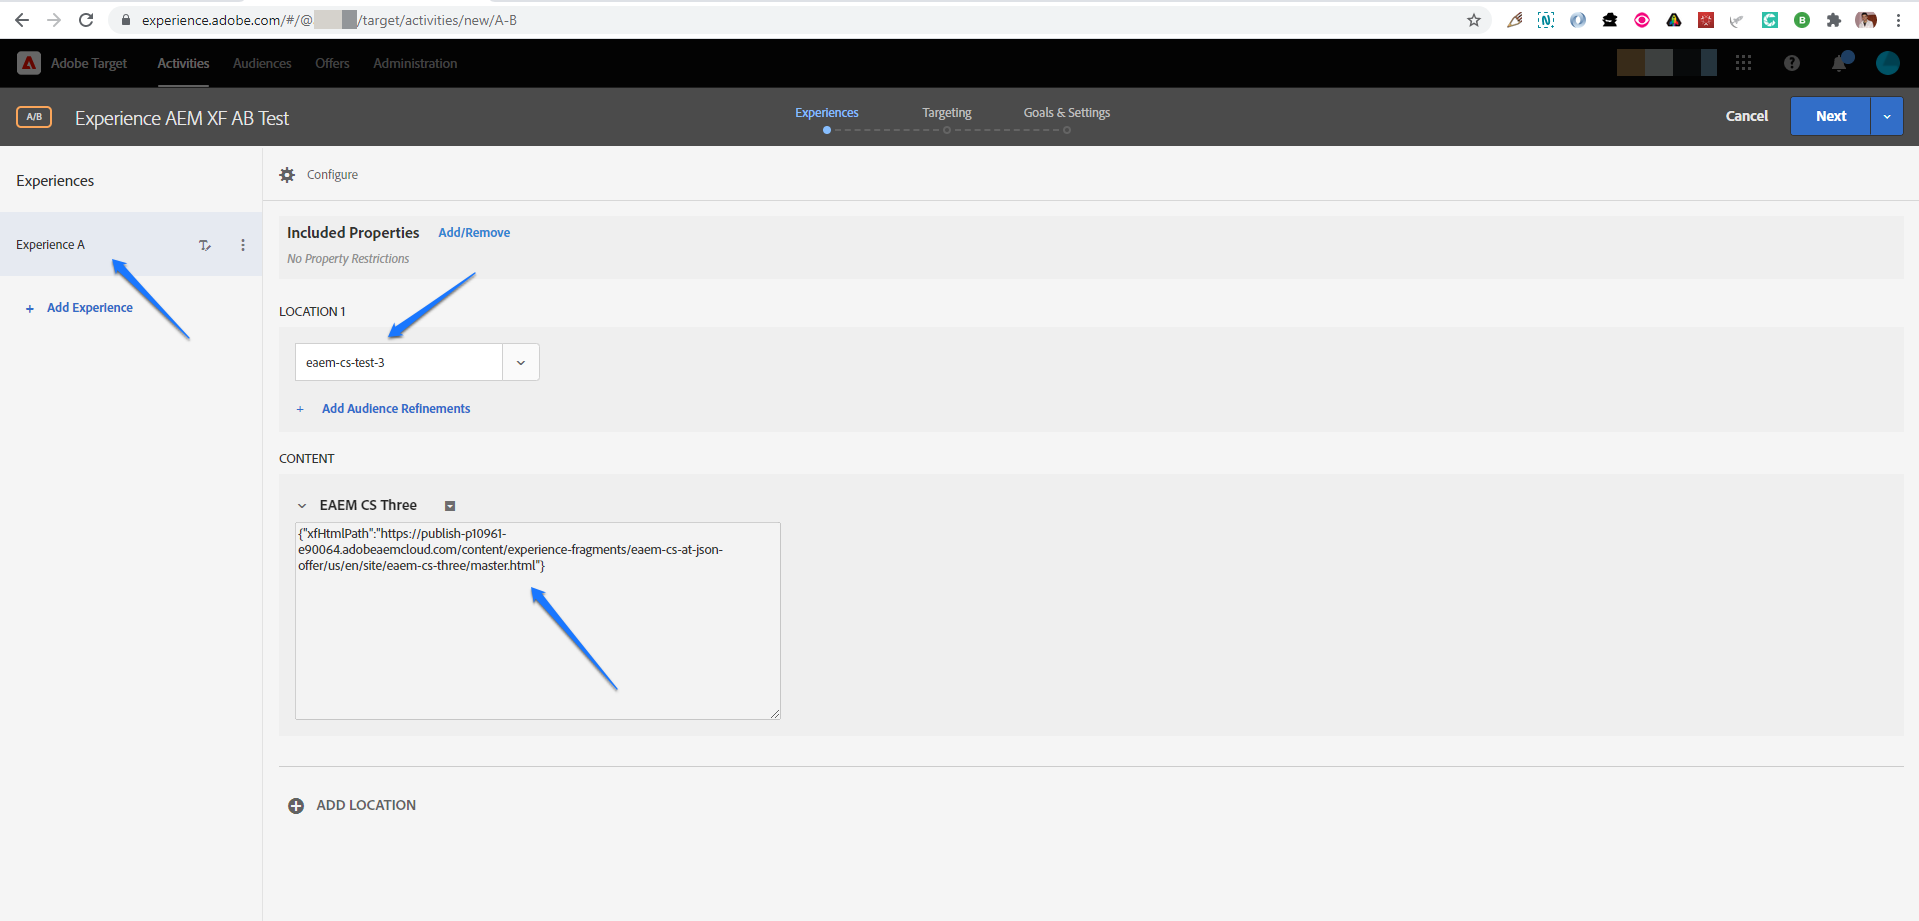 experience.adobe.com/#/@ /target/activities/new/A-B
Adobe Target
Activities
Audiences
Offers
Administration
A/B
Experience AEM XF AB Test
Experiences
Targeting
Goals & Settings
Cancel
Next
Experiences
Configure
Included Properties
Add/Remove
No Property Restrictions
Experience A
+ Add Experience
LOCATION 1
eaem-cs-test-3
+ Add Audience Refinements
CONTENT
EAEM CS Three
{"xfHtmlPath":"https://publish-p10961-
e90064.adobeaemcloud.com/content/experience-fragments/eaem-cs-at-json-
offer/us/en/site/eaem-cs-three/master.html"}
ADD LOCATION